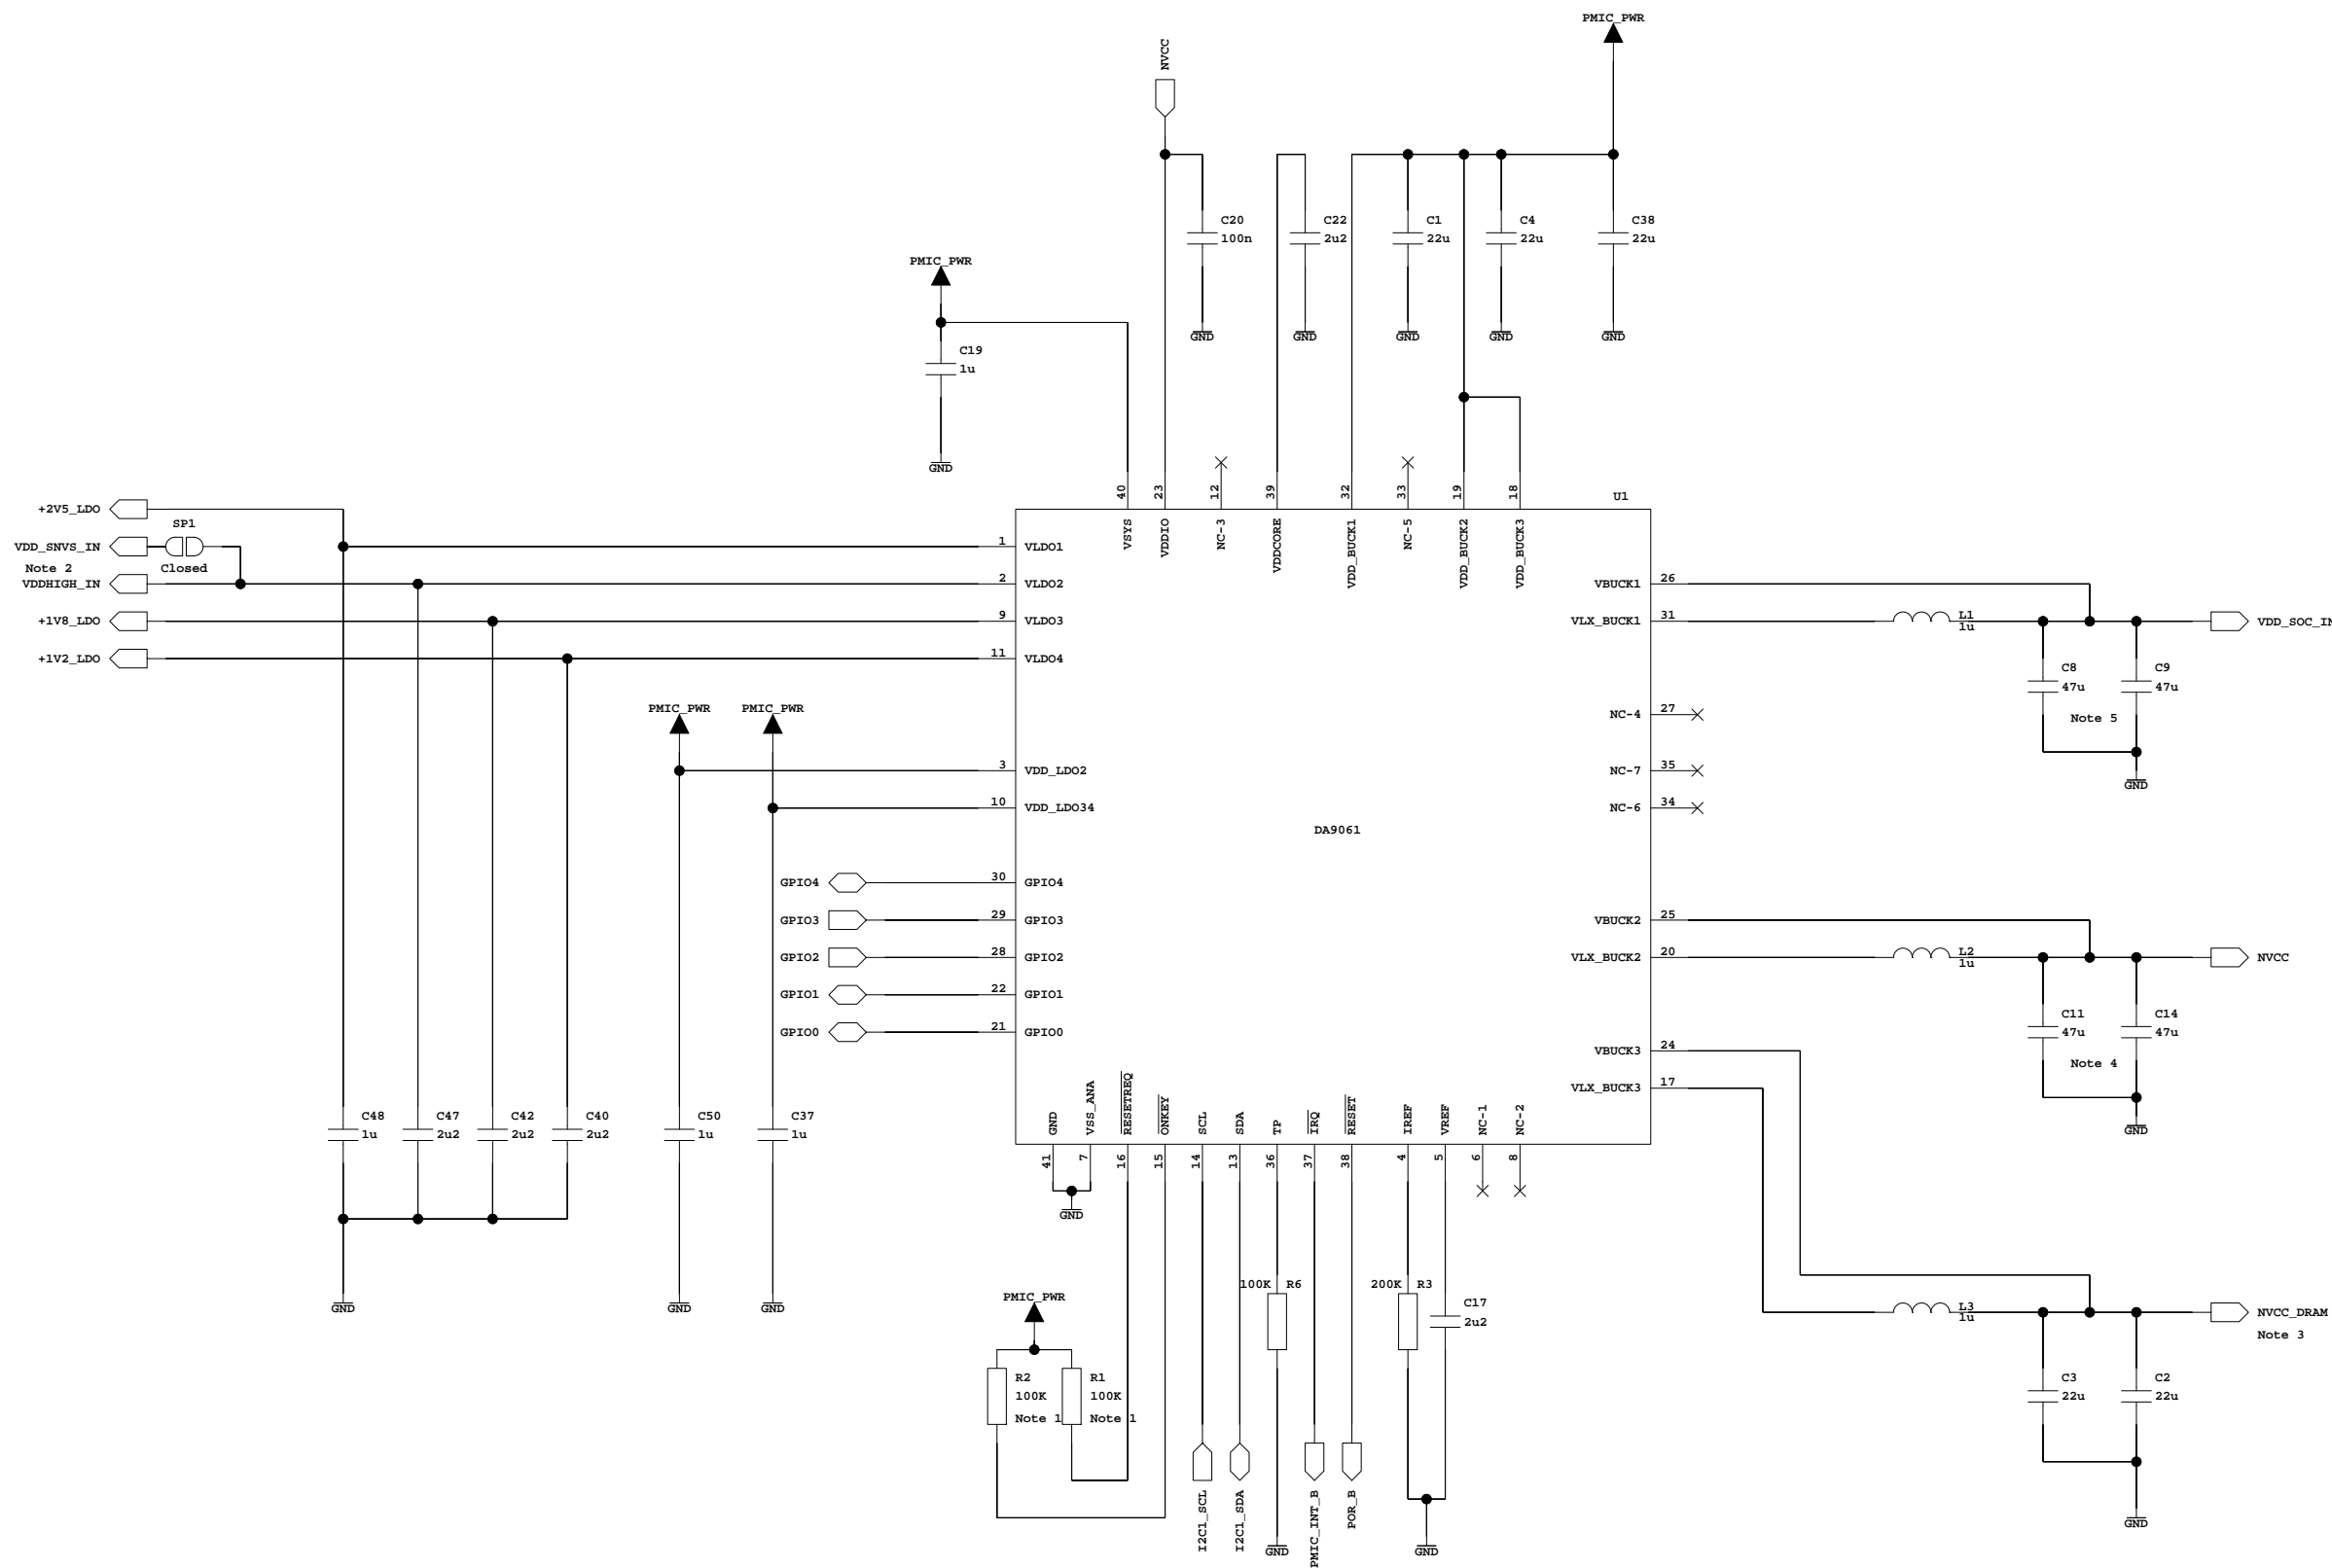 PMIC_PWR
NVCC
C20
100n
C22
2u2
C1
22u
C4
22u
C38
22u
PMIC_PWR
GND
GND
GND
GND
GND
C19
1u
GND
40
23
12
39
32
33
19
18
U1
VSYS
VDDIO
NC-3
VDDCORE
VDD_BUCK1
NC-5
VDD_BUCK2
VDD_BUCK3
+2V5_LDO
SP1
VDD_SNVS_IN
1 VLDO1
Note 2
Closed
VDDHIGH_IN
2 VLDO2
+1V8_LDO
9 VLDO3
+1V2_LDO
11 VLDO4
VBUCK1 26
VLX_BUCK1 31
L1
1u
VDD_SOC_IN
C8
47u
C9
47u
Note 5
GND
NC-4 27
NC-7 35
NC-6 34
PMIC_PWR
PMIC_PWR
3 VDD_LDO2
10 VDD_LDO34
DA9061
GPIO4 30 GPIO4
GPIO3 29 GPIO3
GPIO2 28 GPIO2
GPIO1 22 GPIO1
GPIO0 21 GPIO0
VBUCK2 25
VLX_BUCK2 20
L2
1u
NVCC
C11
47u
C14
47u
Note 4
GND
VBUCK3 24
VLX_BUCK3 17
C48
1u
C47
2u2
C42
2u2
C40
2u2
C50
1u
C37
1u
GND
VSS_ANA
RESETREQ
ONKEY
SCL
SDA
TP
IRQ
RESET
IREF
VREF
NC-1
NC-2
41
7
16
15
14
13
36
37
38
4
5
6
8
GND
GND
GND
GND
PMIC_PWR
R2
100K
Note 1
R1
100K
Note 1
100K R6
200K R3
C17
2u2
L3
1u
NVCC_DRAM
Note 3
C3
22u
C2
22u
GND
I2C1_SCL
I2C1_SDA
GND
PMIC_INT_B
POR_B
GND